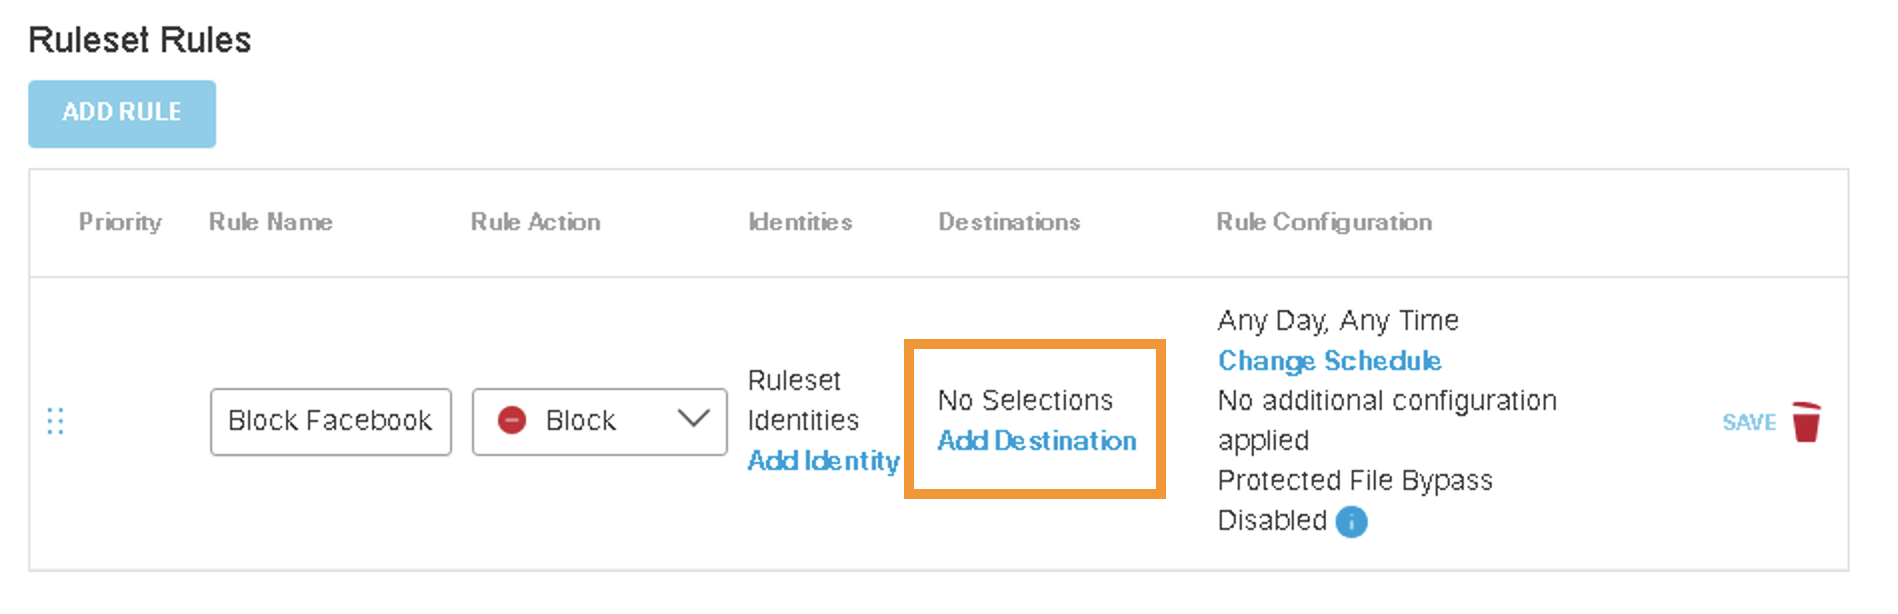 Ruleset Rules
ADD RULE
Priority Rule Name Rule Action Identities Destinations Rule Configuration
Block Facebook
Block
Ruleset
Identities
Add Identity
No Selections
Add Destination
Any Day, Any Time
Change Schedule
No additional configuration
applied
Protected File Bypass
Disabled i
SAVE